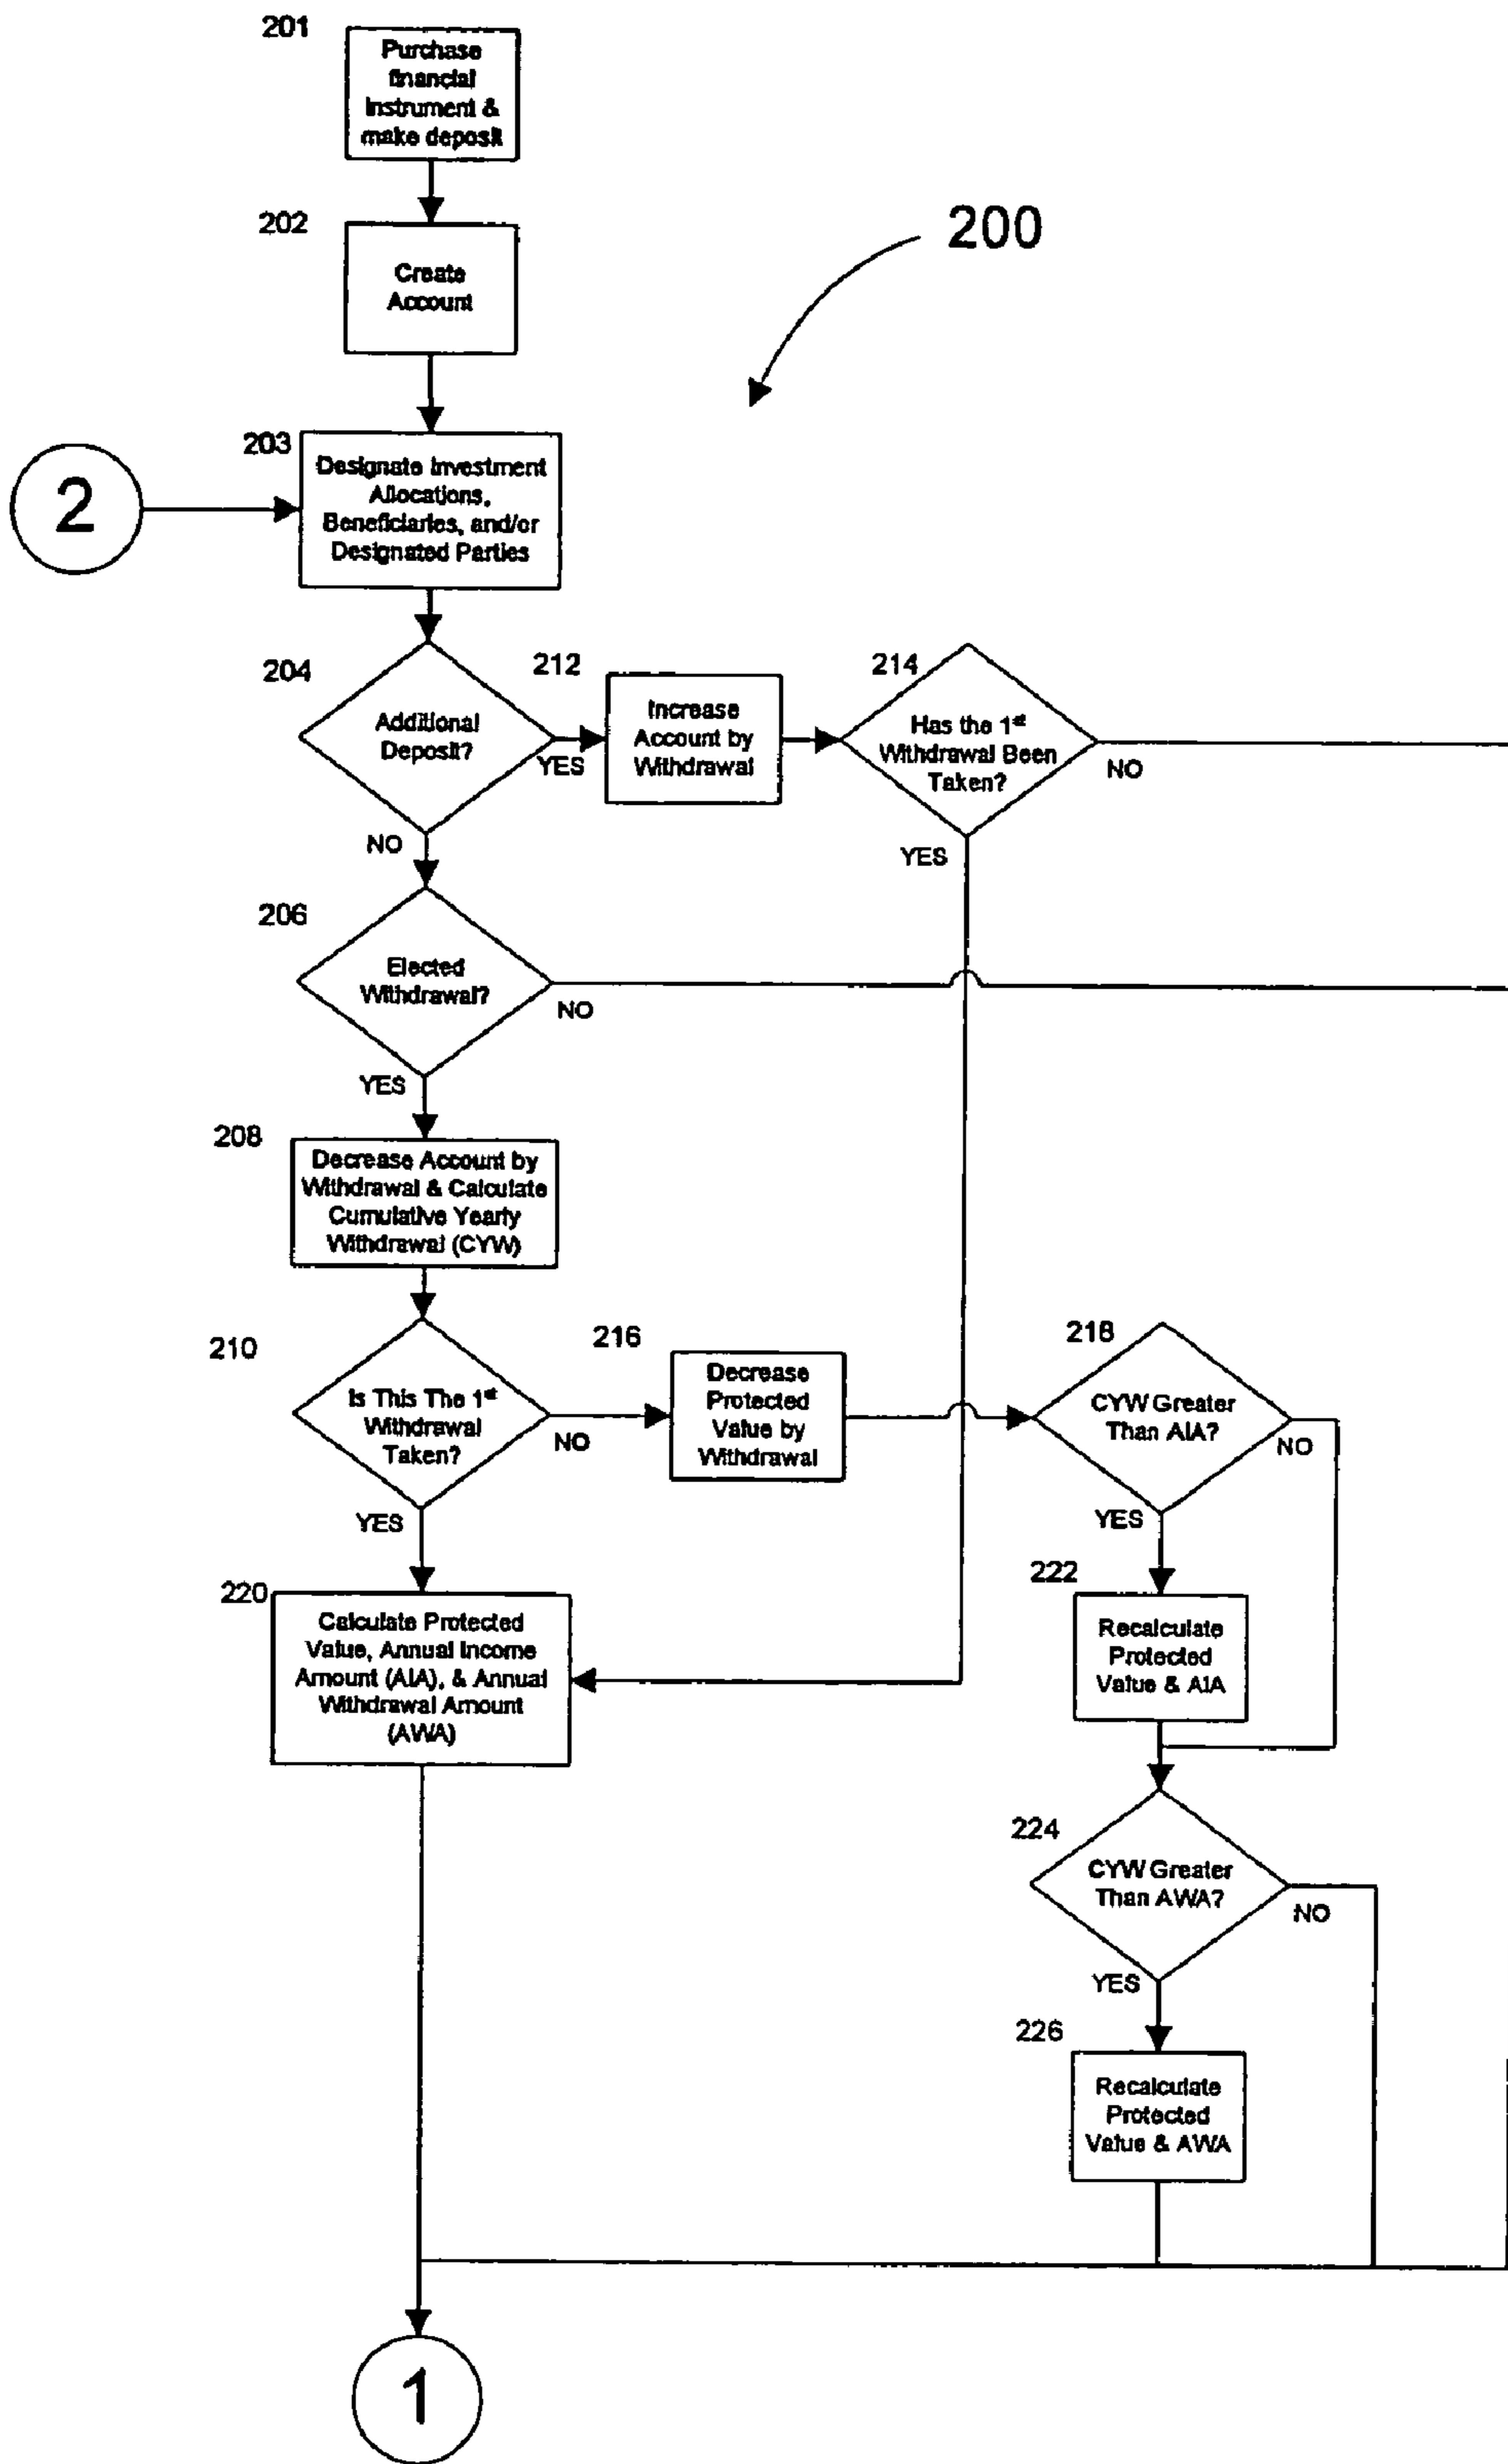 201
Purchase
financial
Instrument &
make deposit
202
Create
Account
200
203
Designate Investment
Allocations,
Beneficiaries, and/or
Designated Parties
2
204
Additional
Deposit?
YES
NO
212
Increase
Account by
Withdrawal
214
Has the 1st
Withdrawal Been
Taken?
NO
YES
206
Elected
Withdrawal?
NO
YES
208
Decrease Account by
Withdrawal & Calculate
Cumulative Yearly
Withdrawal (CYW)
210
Is This The 1st
Withdrawal
Taken?
NO
YES
216
Decrease
Protected
Value by
Withdrawal
218
CYW Greater
Than AIA?
NO
YES
220
Calculate Protected
Value, Annual Income
Amount (AIA), & Annual
Withdrawal Amount
(AWA)
222
Recalculate
Protected
Value & AIA
224
CYW Greater
Than AWA?
NO
YES
226
Recalculate
Protected
Value & AWA
1